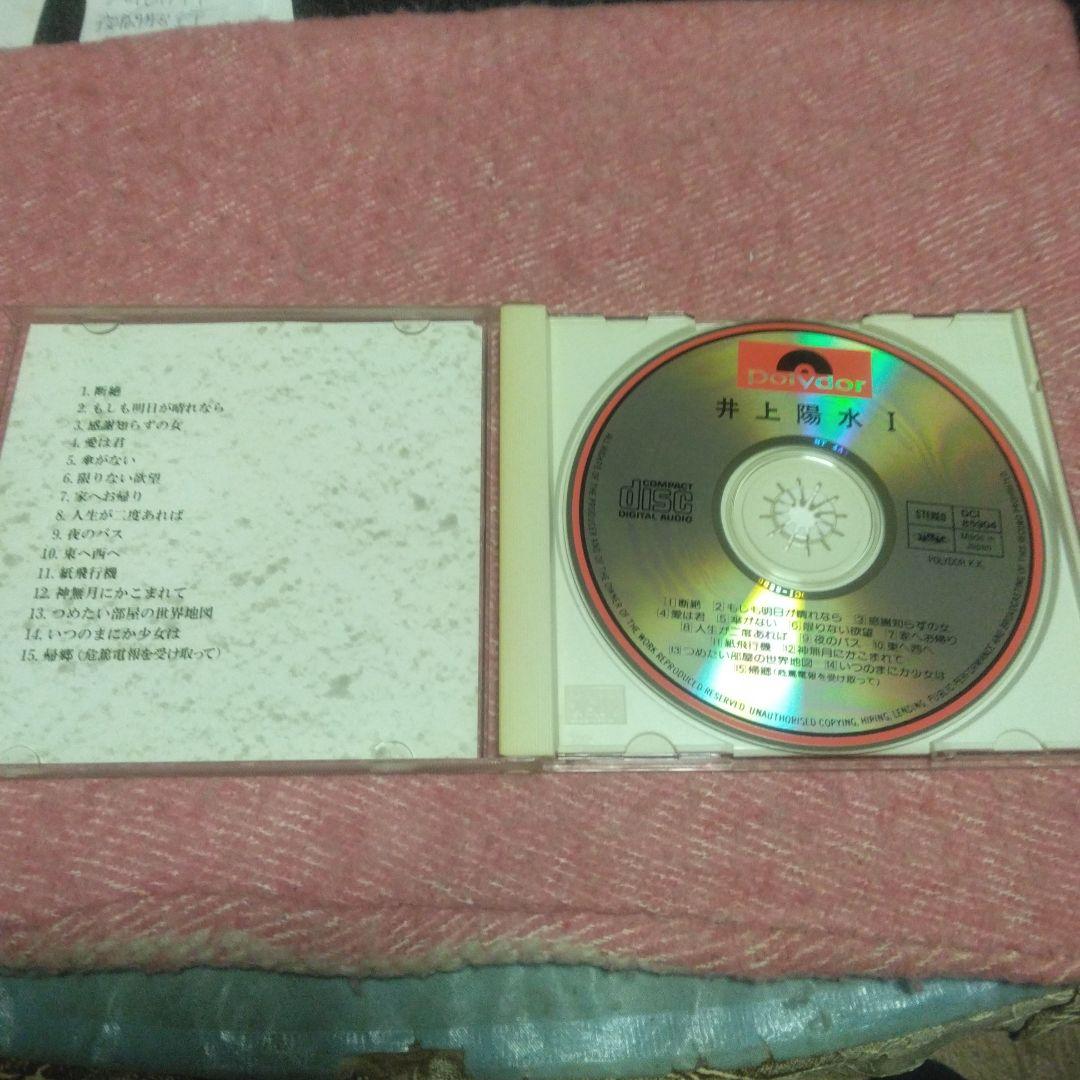 1. 断絶
2. もしも明日が晴れなら
3. 感謝知らずの女
4. 愛は君
5. 傘がない
6. 限りない欲望
7. 家へお帰り
8. 人生が二度あれば
9. 夜のバス
10. 東へ西へ
11. 紙飛行機
12. 神無月にかこまれて
13. つめたい部屋の世界地図
14. いつのまにか少女は
15. 帰郷 (危篤電報を受け取って)
polydor
井上陽水 I
COMPACT
disc
DIGITAL AUDIO
STEREO
DCI
85904
Made in
Japan
POLYDOR K.K.
1 断絶 2 もしも明日が晴れなら 3 感謝知らずの女
4 愛は君 5 傘がない 6 限りない欲望 7 家へお帰り
8 人生が二度あれば 9 夜のバス 10 東へ西へ
11 紙飛行機 12 神無月にかこまれて
13 つめたい部屋の世界地図 14 いつのまにか少女は
15 帰郷 (危篤電報を受け取って)
OF THE WORK REPRODUCED RESERVED. UNAUTHORISED COPYING, HIRING, LENDING, PUBLIC PERFORMANCE AND BROADCASTING